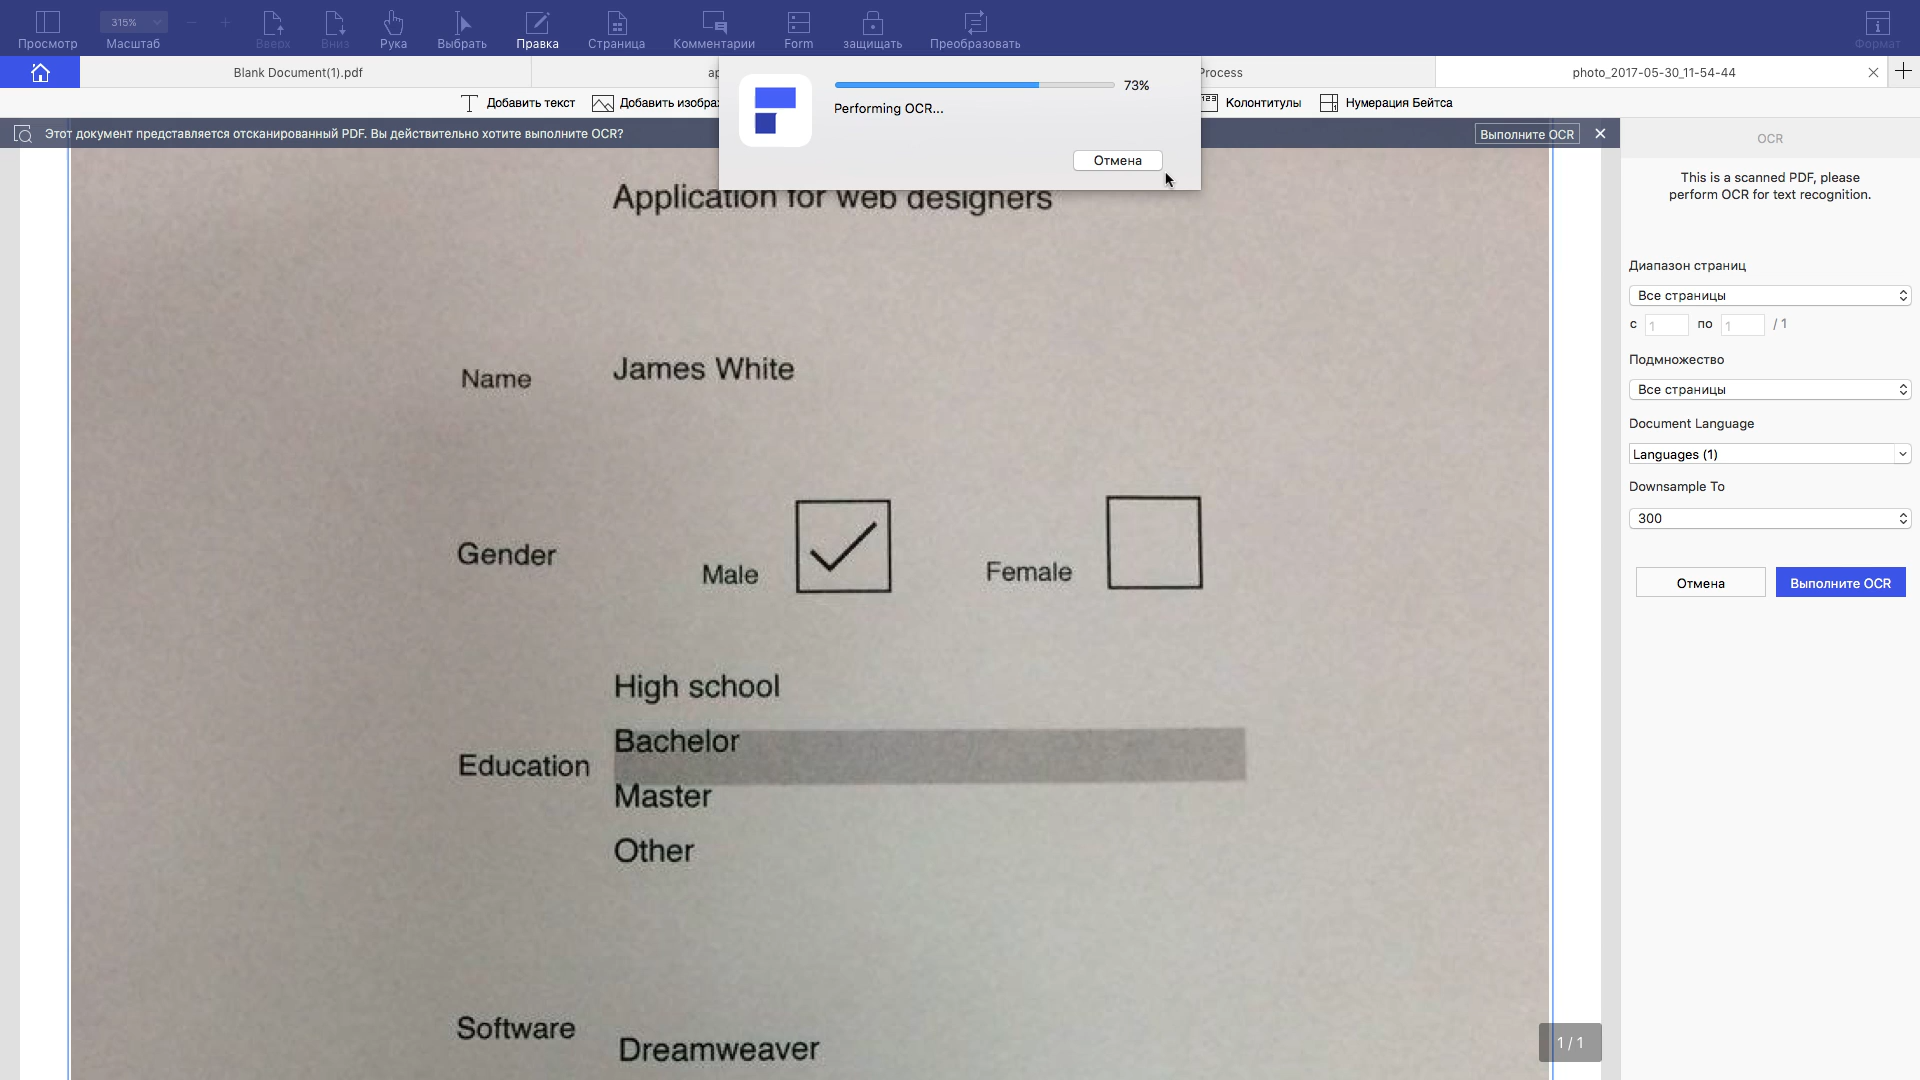 Просмотр
315%
Масштаб
Вверх
Вниз
Рука
Выбрать
Правка
Страница
Комментарии
Form
защищать
Преобразовать
Формат
Blank Document(1).pdf
ap
Process
photo_2017-05-30_11-54-44
Добавить текст
Добавить изобра
Колонтитулы
Нумерация Бейтса
73%
Performing OCR...
Отмена
Этот документ представляется отсканированный PDF. Вы действительно хотите выполните OCR?
Выполните OCR
Application for web designers
Name
James White
Gender
Male
Female
Education
High school
Bachelor
Master
Other
Software
Dreamweaver
1 / 1
OCR
This is a scanned PDF, please
perform OCR for text recognition.
Диапазон страниц
Все страницы
с 1 по 1 / 1
Подмножество
Все страницы
Document Language
Languages (1)
Downsample To
300
Отмена
Выполните OCR